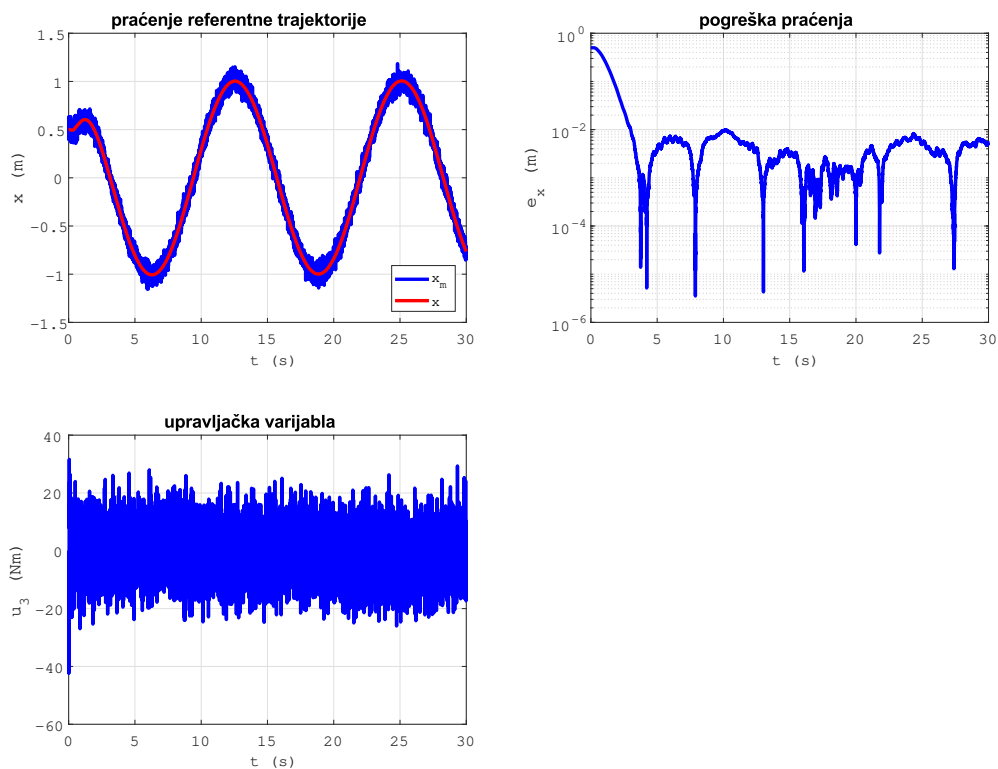 praćenje referentne trajektorije
1.5
1
0.5
0
-0.5
-1
-1.5
x (m)
x_m
x
0 5 10 15 20 25 30
t (s)
pogreška praćenja
10^0
10^-2
10^-4
10^-6
e_x (m)
0 5 10 15 20 25 30
t (s)
upravljačka varijabla
40
20
0
-20
-40
-60
u_3 (Nm)
0 5 10 15 20 25 30
t (s)